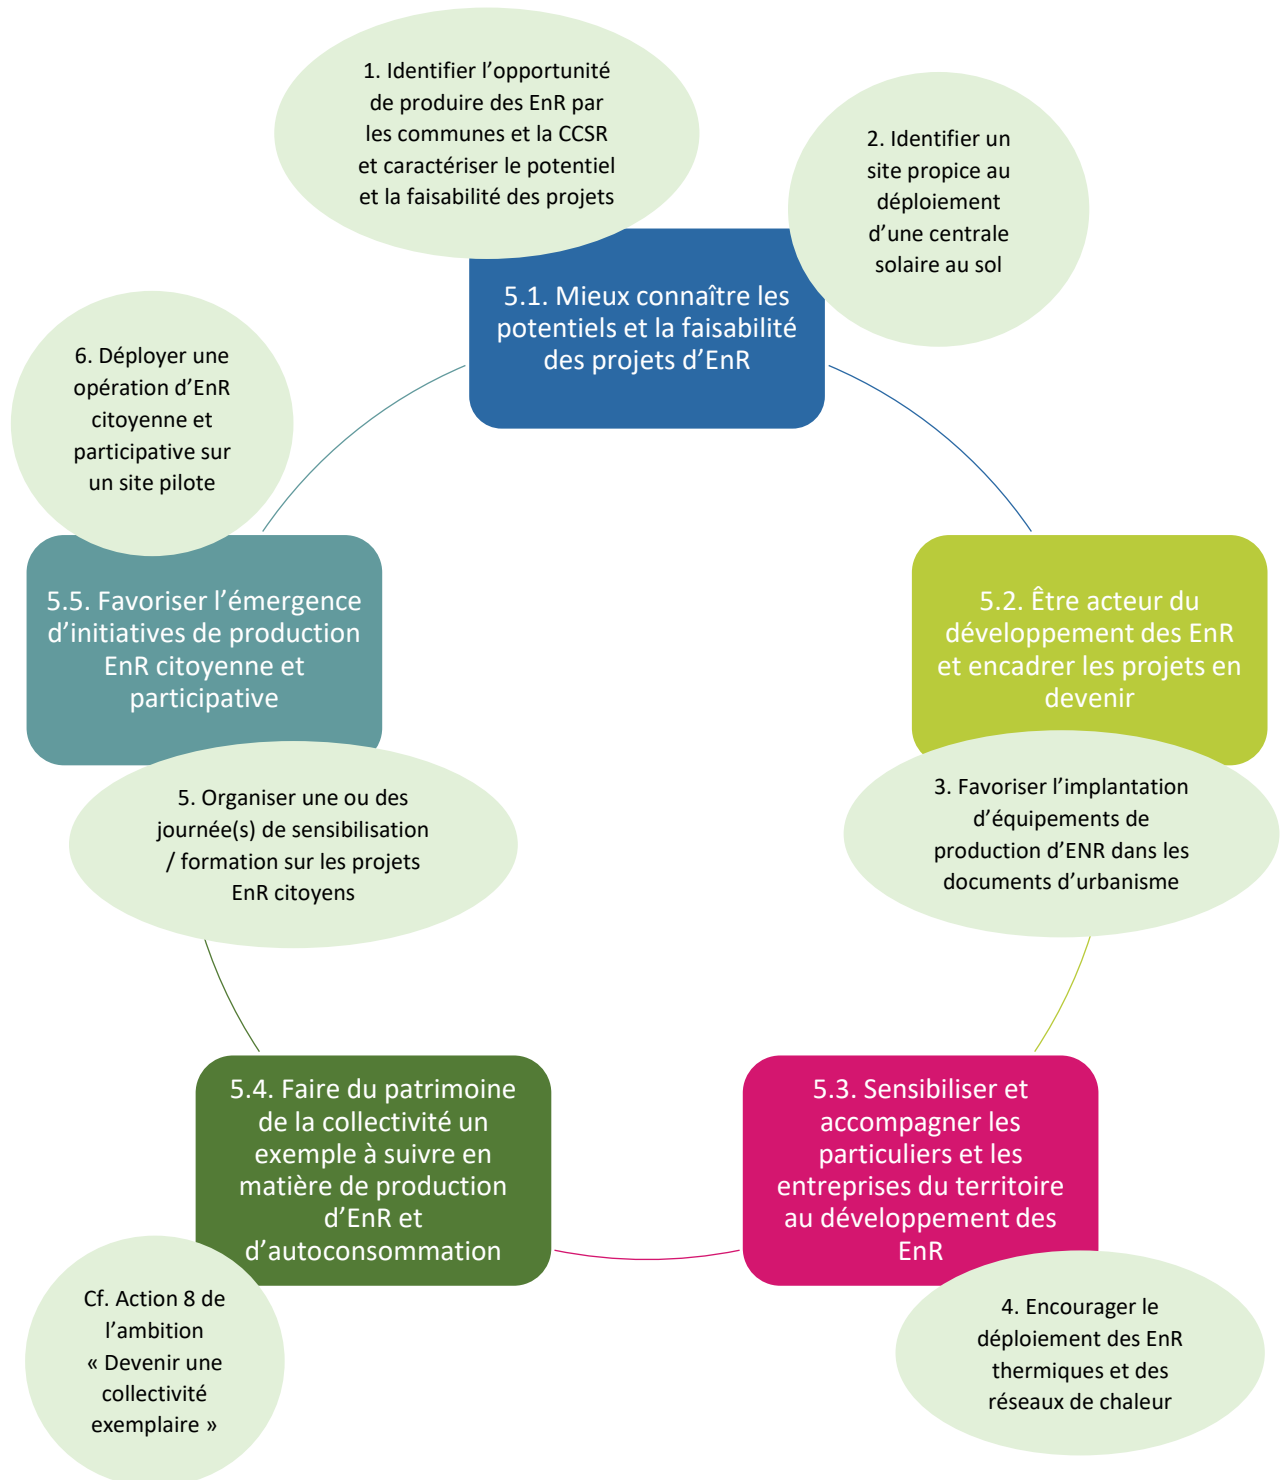 1. Identifier l’opportunité
de produire des EnR par
les communes et la CCSR
et caractériser le potentiel
et la faisabilité des projets
2. Identifier un
site propice au
déploiement
d’une centrale
solaire au sol
5.1. Mieux connaître les
potentiels et la faisabilité
des projets d’EnR
6. Déployer une
opération d’EnR
citoyenne et
participative sur
un site pilote
5.5. Favoriser l’émergence
d’initiatives de production
EnR citoyenne et
participative
5.2. Être acteur du
développement des EnR
et encadrer les projets en
devenir
5. Organiser une ou des
journée(s) de sensibilisation
/ formation sur les projets
EnR citoyens
3. Favoriser l’implantation
d’équipements de
production d’ENR dans les
documents d’urbanisme
5.4. Faire du patrimoine
de la collectivité un
exemple à suivre en
matière de production
d’EnR et
d’autoconsommation
5.3. Sensibiliser et
accompagner les
particuliers et les
entreprises du territoire
au développement des
EnR
Cf. Action 8 de
l’ambition
« Devenir une
collectivité
exemplaire »
4. Encourager le
déploiement des EnR
thermiques et des
réseaux de chaleur